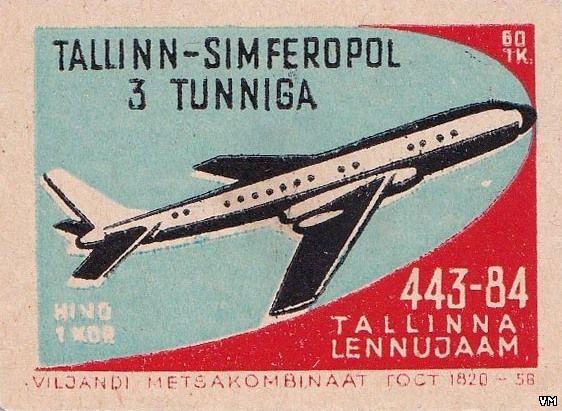 TALLINN-SIMFEROPOL
3 TUNNIGA
60
TK.
443-84
TALLINNA
LENNUJAAM
HIND
1 KOP.
VILJANDI METSAKOMBINAAT ГОСТ 1820 - 56
VM